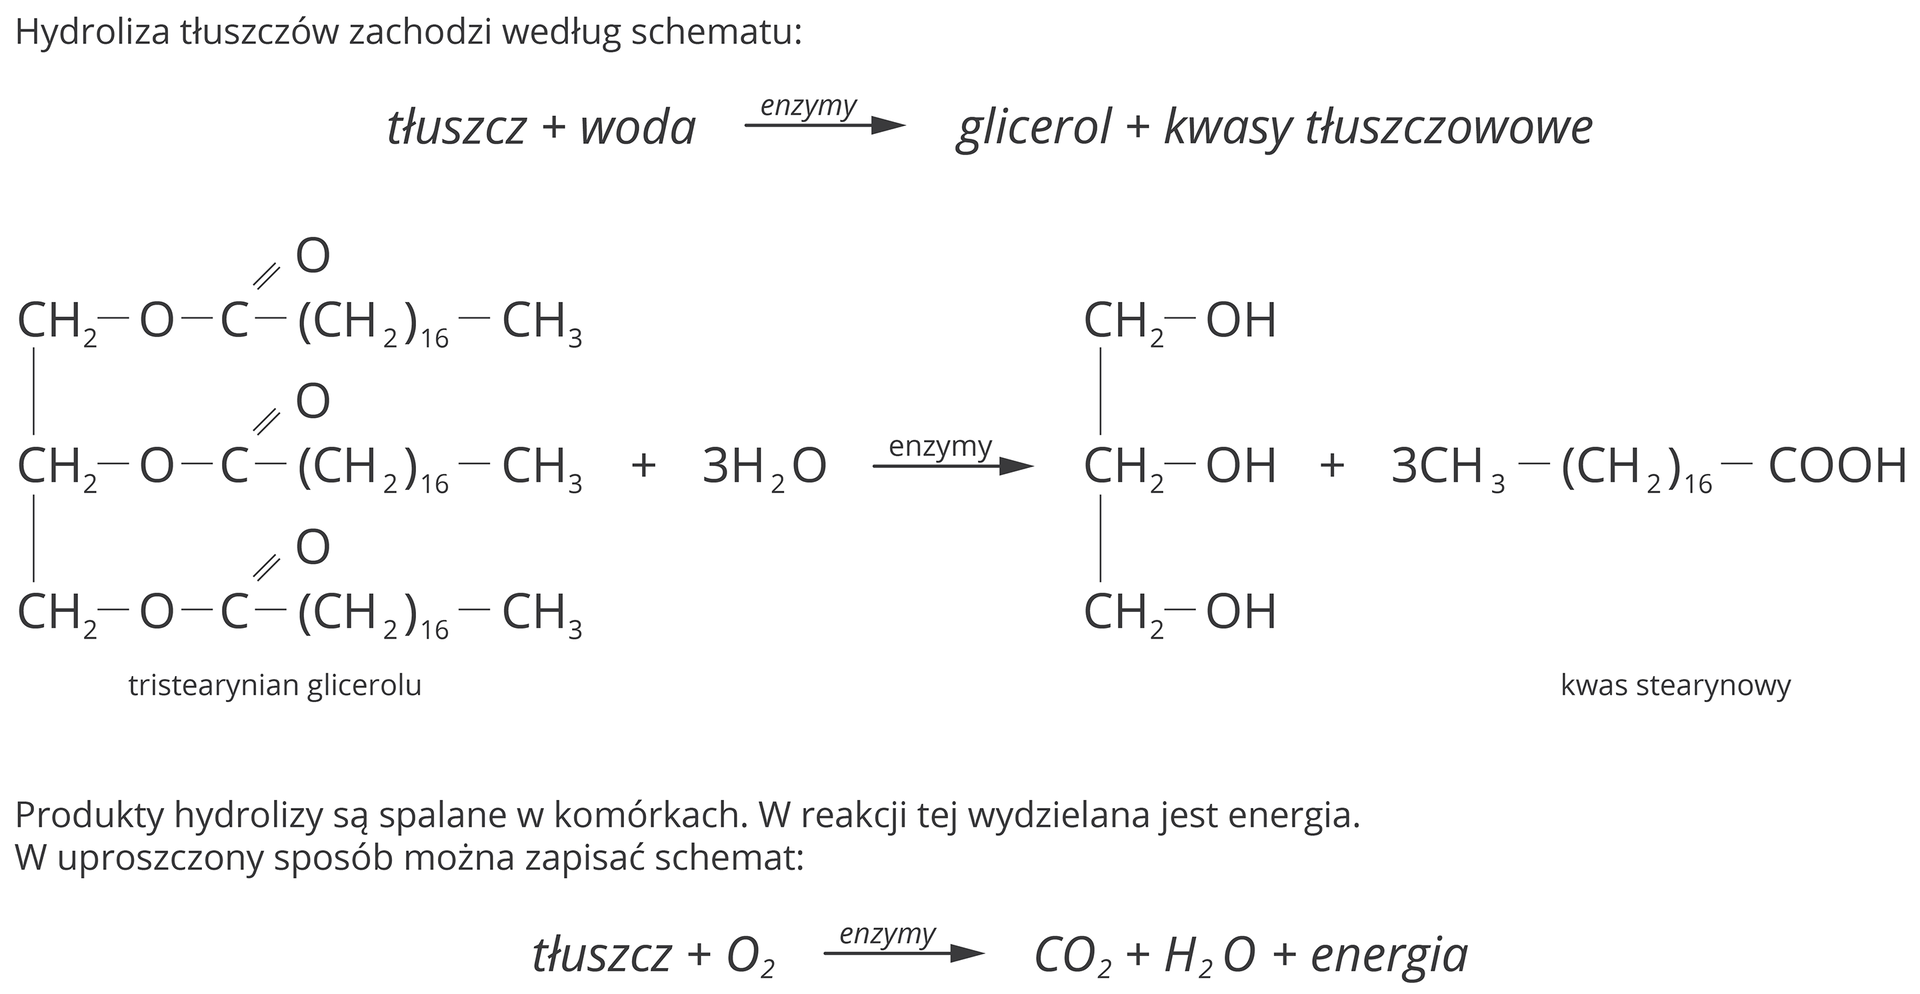 Hydroliza tłuszczów zachodzi według schematu:
tłuszcz + woda enzymy glicerol + kwasy tłuszczowowe
O
CH2 O C (CH2)16 CH3 CH2 OH
O
CH2 O C (CH2)16 CH3 + 3H2O enzymy CH2 OH + 3CH3 (CH2)16 COOH
O
CH2 O C (CH2)16 CH3 CH2 OH
tristearynian glicerolu kwas stearynowy
Produkty hydrolizy są spalane w komórkach. W reakcji tej wydzielana jest energia.
W uproszczony sposób można zapisać schemat:
tłuszcz + O2 enzymy CO2 + H2O + energia